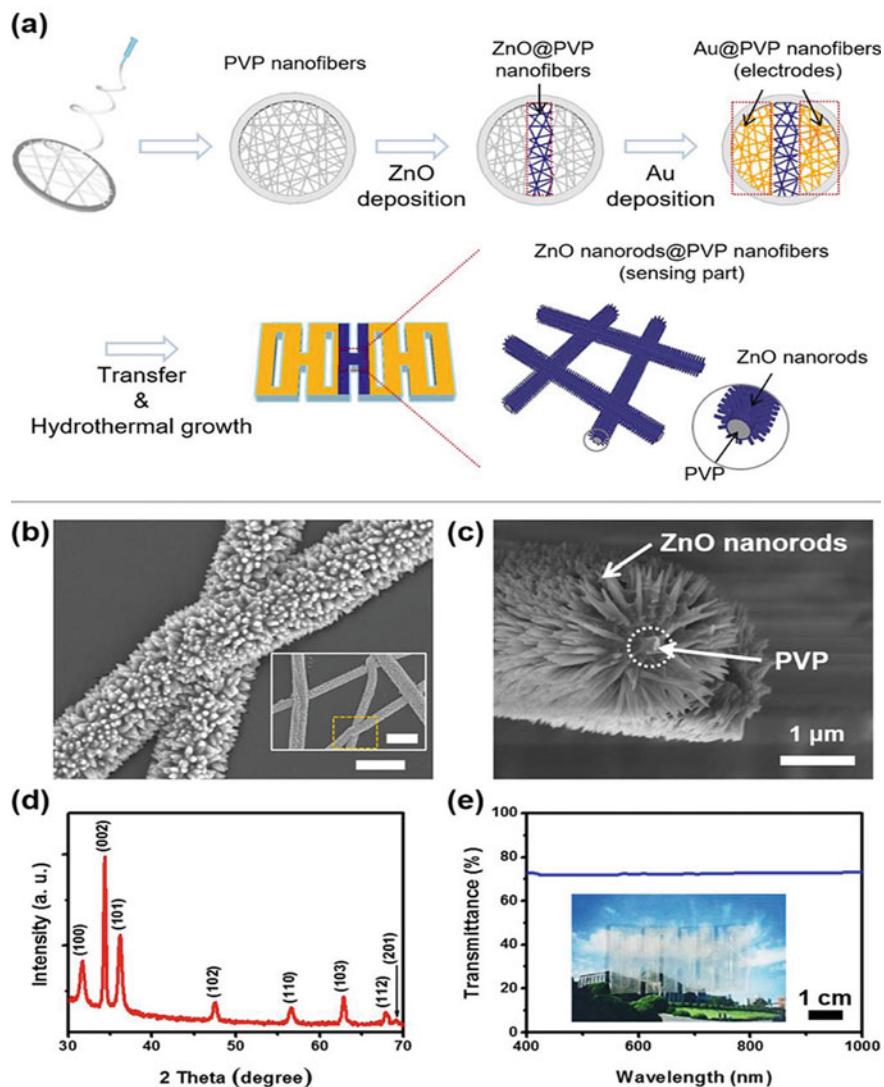 (a)
PVP nanofibers
ZnO@PVP
nanofibers
Au@PVP nanofibers
(electrodes)
ZnO
deposition
Au
deposition
Transfer
&
Hydrothermal growth
ZnO nanorods@PVP nanofibers
(sensing part)
ZnO nanorods
PVP
(b)
(c)
ZnO nanorods
PVP
1 µm
(d)
Intensity (a. u.)
(100)
(002)
(101)
(102)
(110)
(103)
(112)
(201)
30 40 50 60 70
2 Theta (degree)
(e)
Transmittance (%)
100
80
60
40
20
0
1 cm
400 600 800 1000
Wavelength (nm)